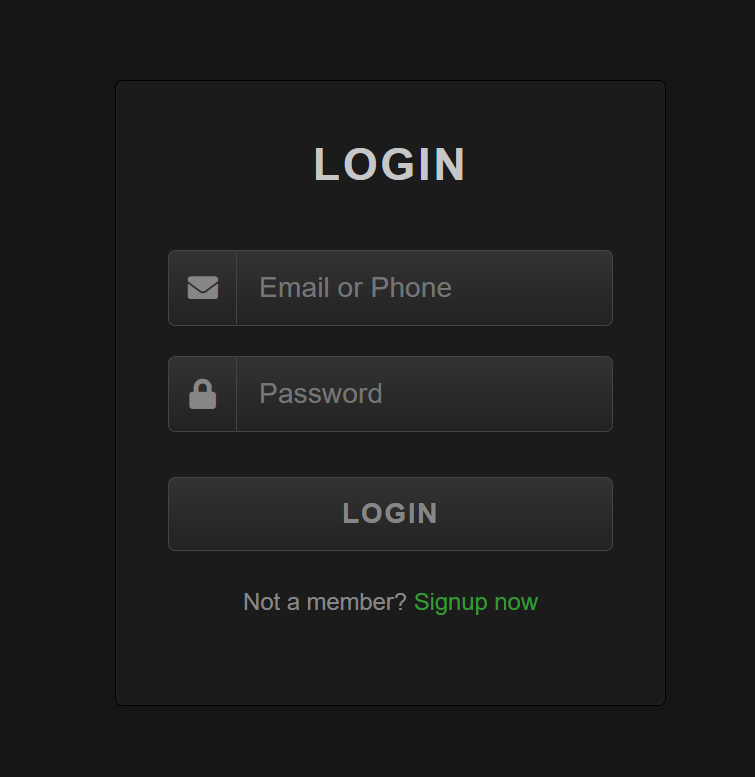 LOGIN
Email or Phone
Password
LOGIN
Not a member? Signup now